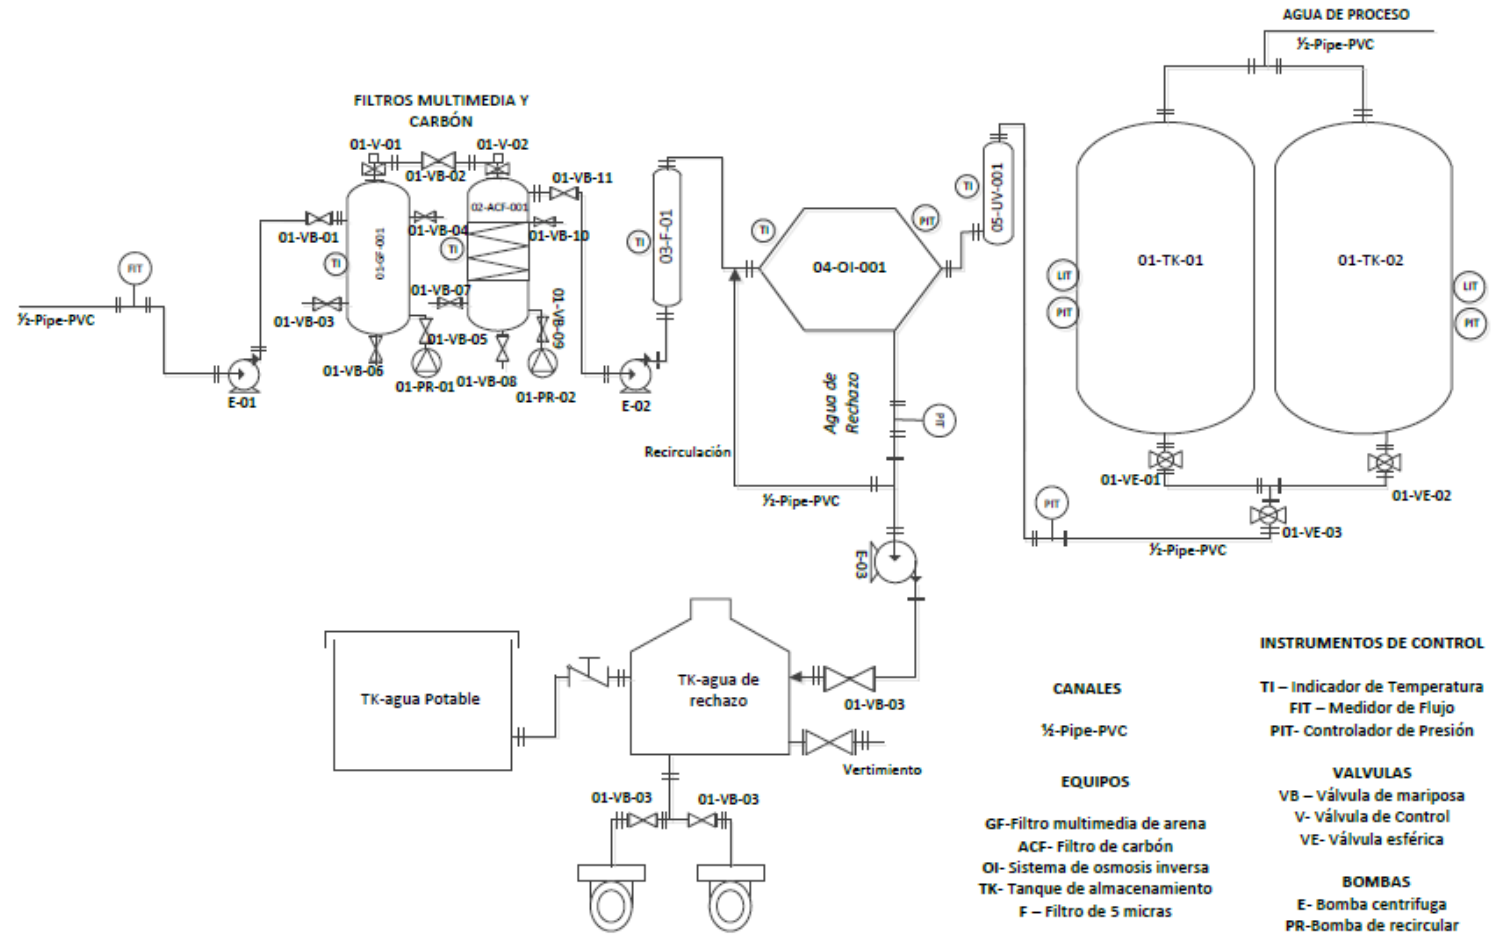 AGUA DE PROCESO
½-Pipe-PVC
FILTROS MULTIMEDIA Y
CARBÓN
01-V-01
01-V-02
01-VB-02
01-VB-11
01-VB-01
01-GF-001
01-VB-04
02-ACF-001
01-VB-10
TI
TI
FIT
½-Pipe-PVC
01-VB-03
01-VB-07
01-VB-05
01-VB-09
01-VB-06
01-PR-01
01-VB-08
01-PR-02
E-01
E-02
TI
03-F-01
TI
04-OI-001
PIT
TI
05-UV-001
Agua de
Rechazo
PIT
Recirculación
½-Pipe-PVC
E-03
01-TK-01
01-TK-02
LIT
PIT
LIT
PIT
01-VE-01
01-VE-02
01-VE-03
PIT
½-Pipe-PVC
TK-agua Potable
TK-agua de
rechazo
01-VB-03
Vertimiento
01-VB-03
01-VB-03
CANALES
½-Pipe-PVC
EQUIPOS
GF-Filtro multimedia de arena
ACF- Filtro de carbón
OI- Sistema de osmosis inversa
TK- Tanque de almacenamiento
F – Filtro de 5 micras
INSTRUMENTOS DE CONTROL
TI – Indicador de Temperatura
FIT – Medidor de Flujo
PIT- Controlador de Presión
VALVULAS
VB – Válvula de mariposa
V- Válvula de Control
VE- Válvula esférica
BOMBAS
E- Bomba centrifuga
PR-Bomba de recircular